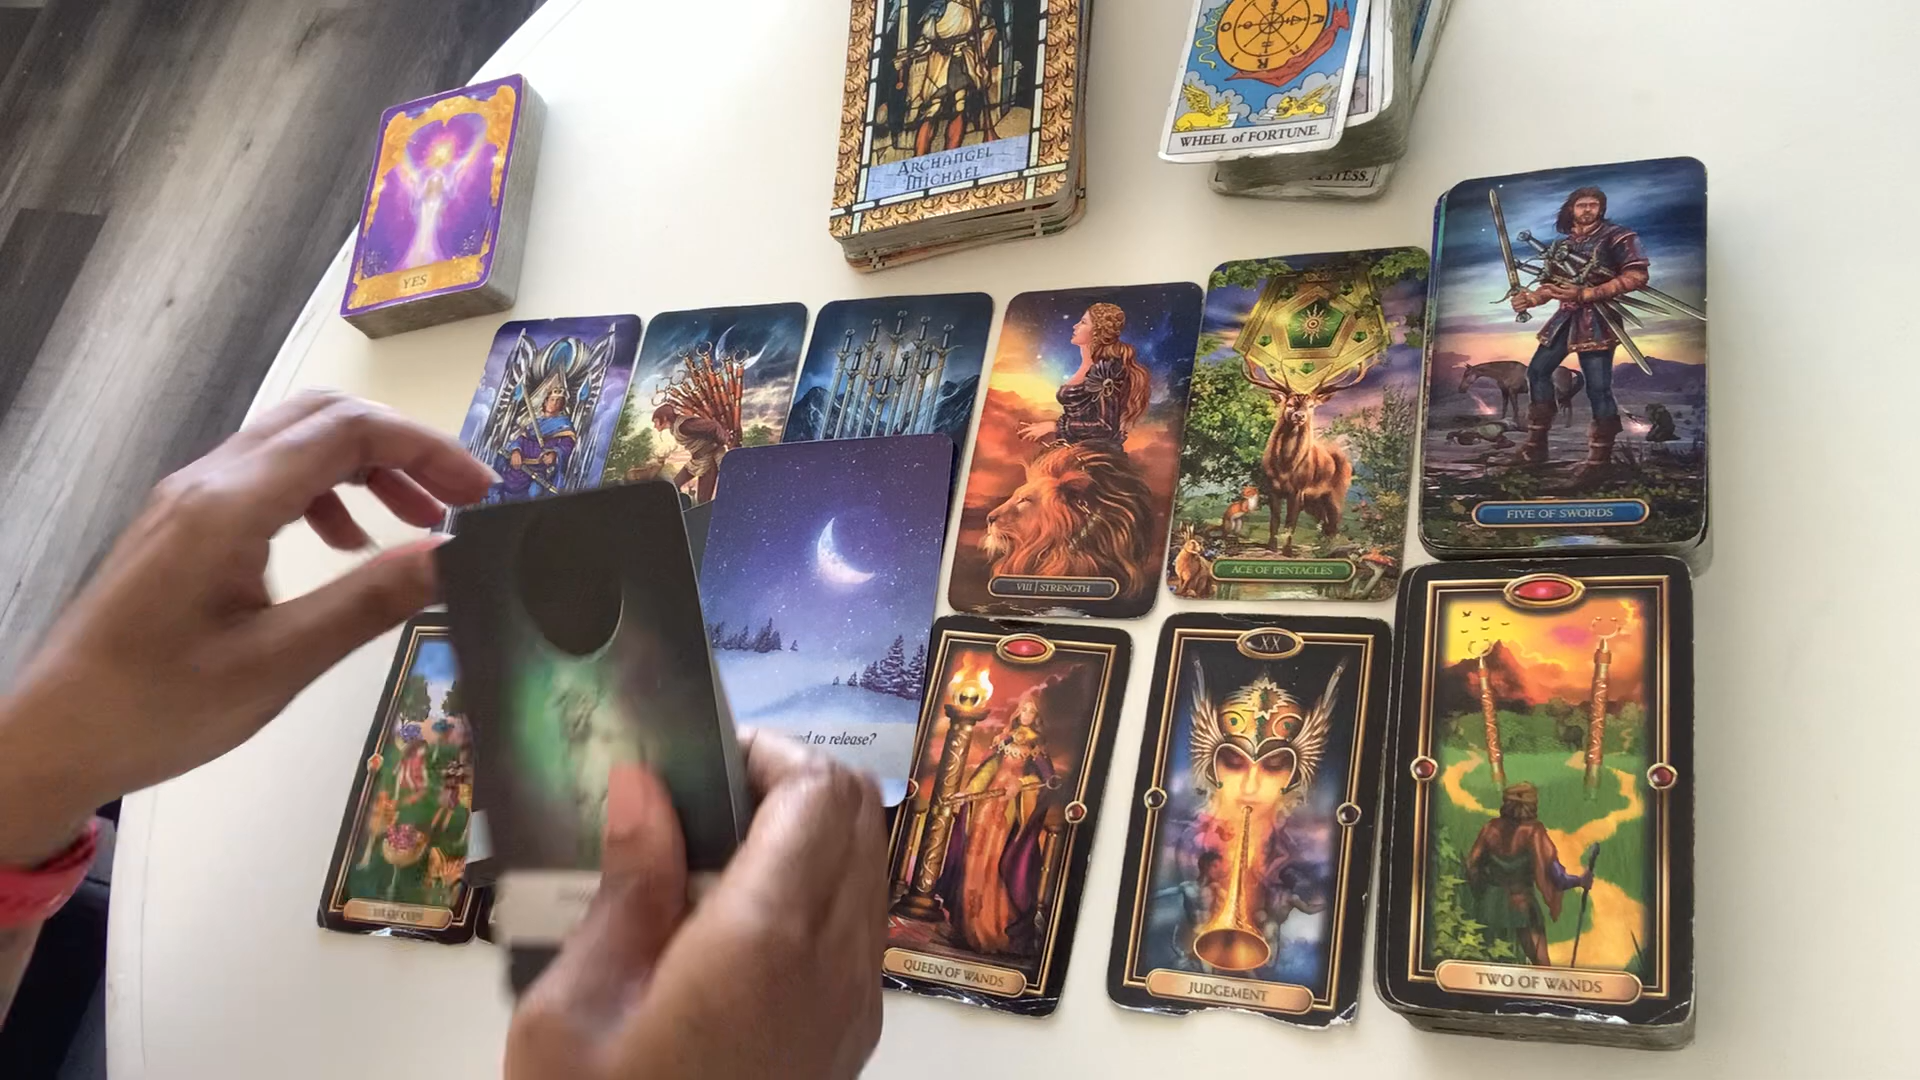 YES
ARCHANGEL
MICHAEL
WHEEL of FORTUNE.
FIVE OF SWORDS
VIII STRENGTH
ACE OF PENTACLES
to release?
XX
QUEEN OF WANDS
JUDGEMENT
TWO OF WANDS